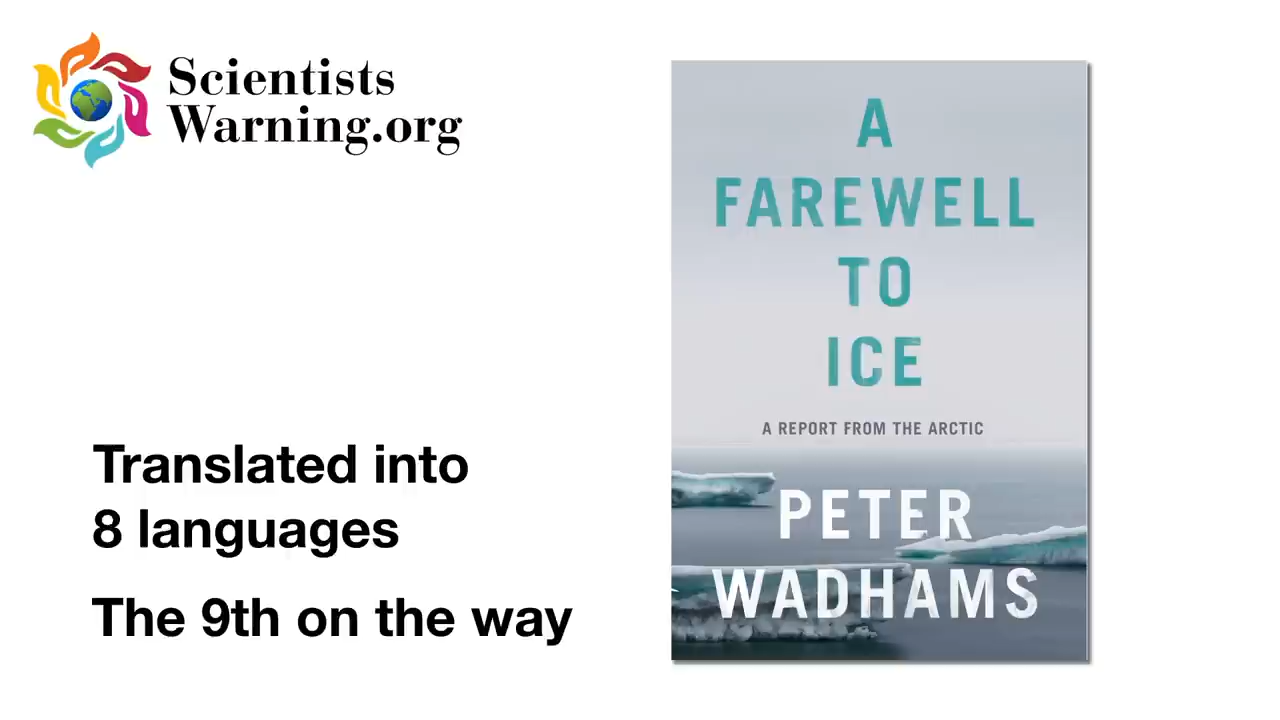 Scientists
Warning.org
A
FAREWELL
TO
ICE
A REPORT FROM THE ARCTIC
PETER
WADHAMS
Translated into
8 languages
The 9th on the way